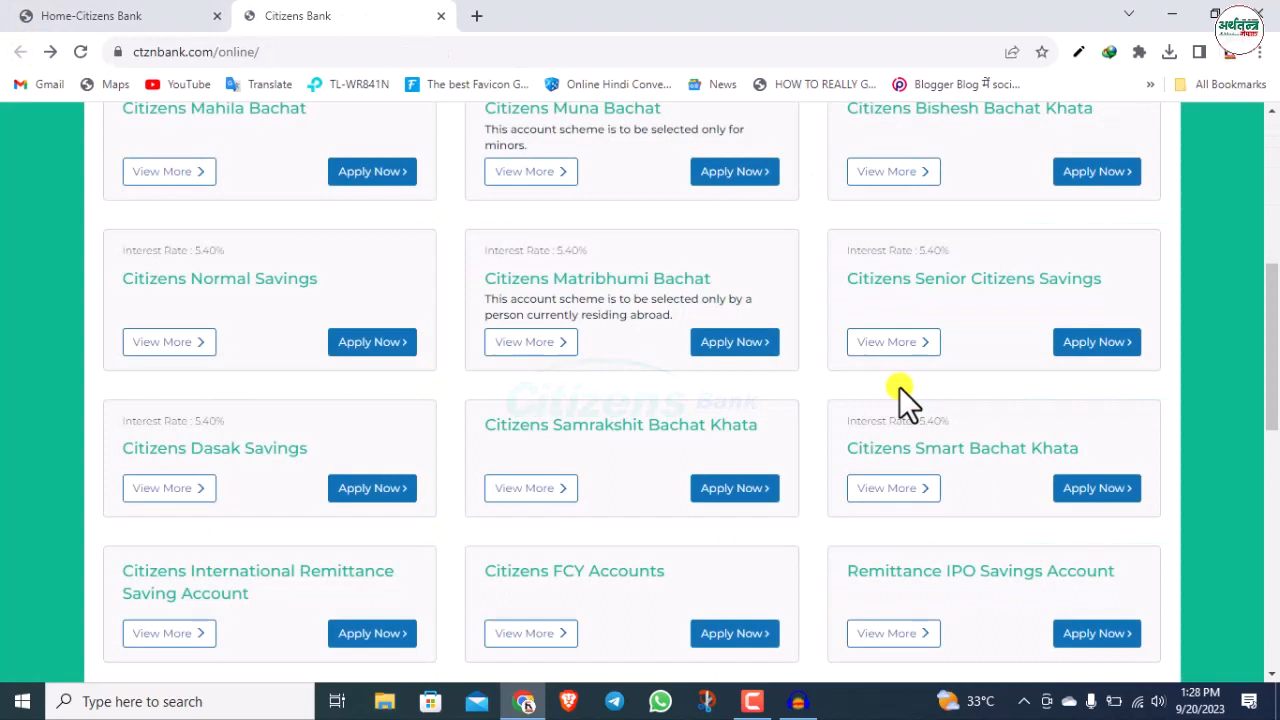 Home-Citizens Bank
Citizens Bank
अर्थतन्त्र
नेपाल
ctznbank.com/online/
Gmail
Maps
YouTube
Translate
TL-WR841N
The best Favicon G...
Online Hindi Conve...
News
HOW TO REALLY G...
Blogger Blog में soci...
»
All Bookmarks
Citizens Mahila Bachat
View More
Apply Now
Citizens Muna Bachat
This account scheme is to be selected only for
minors.
View More
Apply Now
Citizens Bishesh Bachat Khata
View More
Apply Now
Interest Rate : 5.40%
Citizens Normal Savings
View More
Apply Now
Interest Rate : 5.40%
Citizens Matribhumi Bachat
This account scheme is to be selected only by a
person currently residing abroad.
View More
Apply Now
Interest Rate : 5.40%
Citizens Senior Citizens Savings
View More
Apply Now
Citizens Bank
Interest Rate : 5.40%
Citizens Dasak Savings
View More
Apply Now
Citizens Samrakshit Bachat Khata
View More
Apply Now
Interest Rate : 5.40%
Citizens Smart Bachat Khata
View More
Apply Now
Citizens International Remittance
Saving Account
View More
Apply Now
Citizens FCY Accounts
View More
Apply Now
Remittance IPO Savings Account
View More
Apply Now
Type here to search
33°C
1:28 PM
9/20/2023